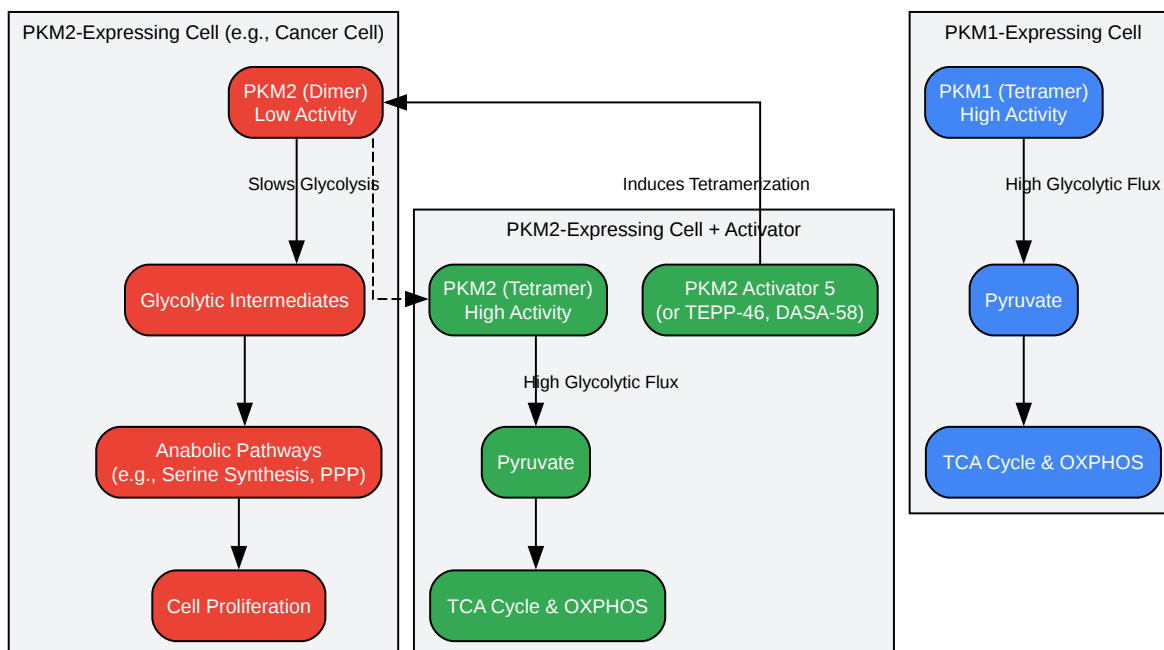 PKM2-Expressing Cell (e.g., Cancer Cell)
PKM2 (Dimer)
Low Activity
Slows Glycolysis
Glycolytic Intermediates
Anabolic Pathways
(e.g., Serine Synthesis, PPP)
Cell Proliferation
Induces Tetramerization
PKM2-Expressing Cell + Activator
PKM2 (Tetramer)
High Activity
PKM2 Activator 5
(or TEPP-46, DASA-58)
High Glycolytic Flux
Pyruvate
TCA Cycle & OXPHOS
PKM1-Expressing Cell
PKM1 (Tetramer)
High Activity
High Glycolytic Flux
Pyruvate
TCA Cycle & OXPHOS